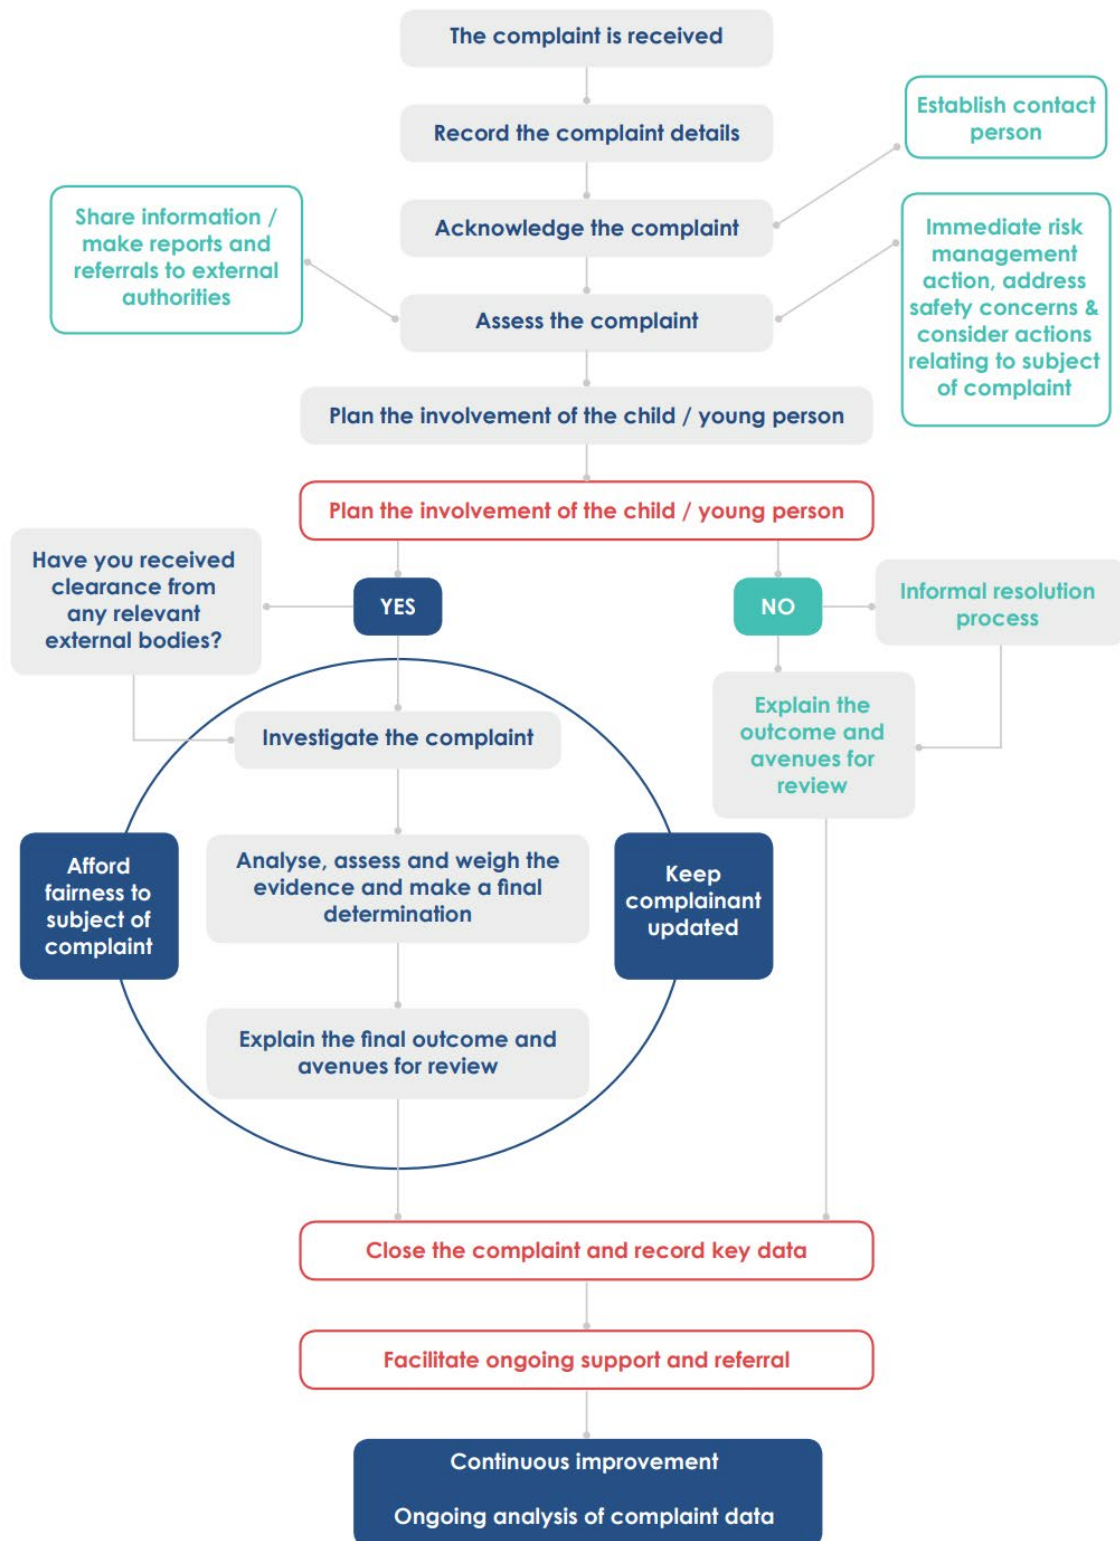 The complaint is received
Record the complaint details
Establish contact
person
Acknowledge the complaint
Share information /
make reports and
referrals to external
authorities
Immediate risk
management
action, address
safety concerns &
consider actions
relating to subject
of complaint
Assess the complaint
Plan the involvement of the child / young person
Plan the involvement of the child / young person
Have you received
clearance from
any relevant
external bodies?
YES
NO
Informal resolution
process
Explain the
outcome and
avenues for
review
Investigate the complaint
Afford
fairness to
subject of
complaint
Analyse, assess and weigh the
evidence and make a final
determination
Keep
complainant
updated
Explain the final outcome and
avenues for review
Close the complaint and record key data
Facilitate ongoing support and referral
Continuous improvement
Ongoing analysis of complaint data